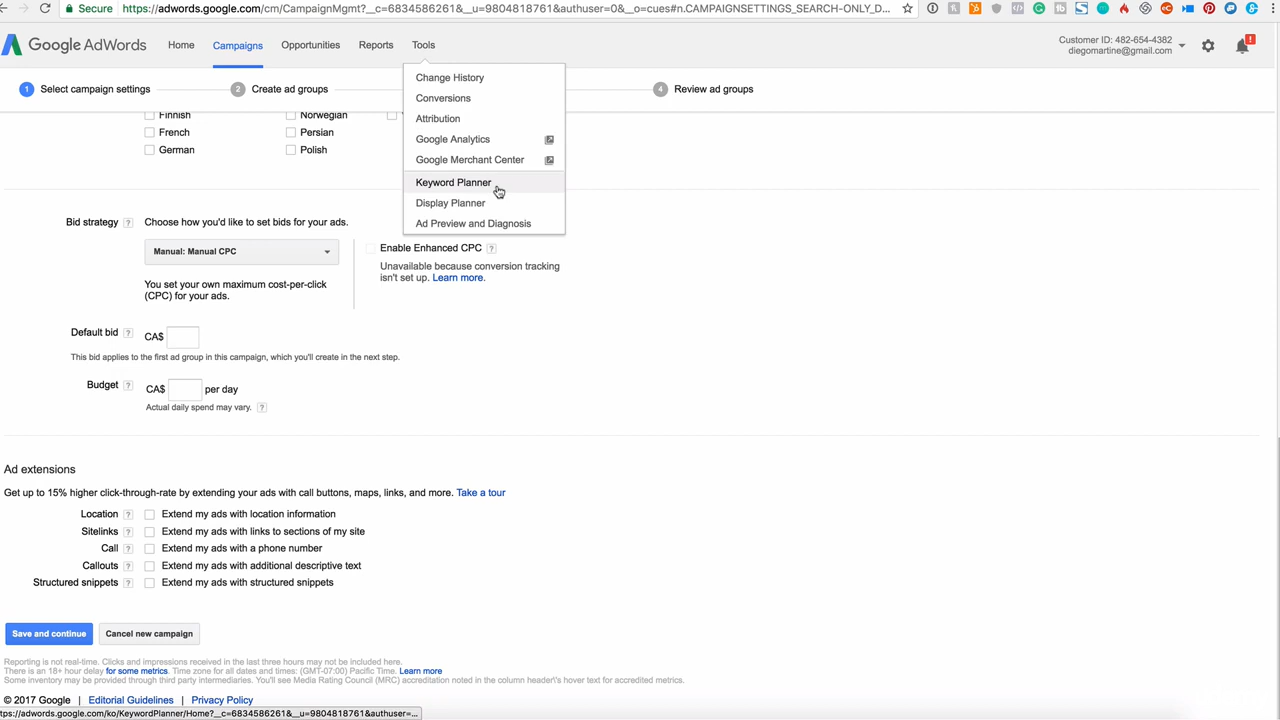 Secure https://adwords.google.com/cm/CampaignMgmt?__c=6834586261&__u=9804818761&authuser=0&__o=cues#n.CAMPAIGNSETTINGS_SEARCH-ONLY_D...
Google AdWords Home Campaigns Opportunities Reports Tools
Customer ID: 482-654-4382
diegomartine@gmail.com
1 Select campaign settings 2 Create ad groups 4 Review ad groups
Change History
Conversions
Attribution
Google Analytics
Google Merchant Center
Keyword Planner
Display Planner
Ad Preview and Diagnosis
Finnish Norwegian
French Persian
German Polish
Bid strategy ? Choose how you'd like to set bids for your ads.
Manual: Manual CPC
Enable Enhanced CPC ?
Unavailable because conversion tracking
isn't set up. Learn more.
You set your own maximum cost-per-click
(CPC) for your ads.
Default bid ? CA$
This bid applies to the first ad group in this campaign, which you'll create in the next step.
Budget ? CA$ per day
Actual daily spend may vary. ?
Ad extensions
Get up to 15% higher click-through-rate by extending your ads with call buttons, maps, links, and more. Take a tour
Location ? Extend my ads with location information
Sitelinks ? Extend my ads with links to sections of my site
Call ? Extend my ads with a phone number
Callouts ? Extend my ads with additional descriptive text
Structured snippets ? Extend my ads with structured snippets
Save and continue Cancel new campaign
Reporting is not real-time. Clicks and impressions received in the last three hours may not be included here.
There is an 18+ hour delay for some metrics. Time zone for all dates and times: (GMT-07:00) Pacific Time. Learn more
Some inventory may be provided through third party intermediaries. You'll see Media Rating Council (MRC) accreditation noted in the column header\'s hover text for accredited metrics.
© 2017 Google | Editorial Guidelines | Privacy Policy
ttps://adwords.google.com/ko/KeywordPlanner/Home?__c=6834586261&__u=9804818761&authuser=...